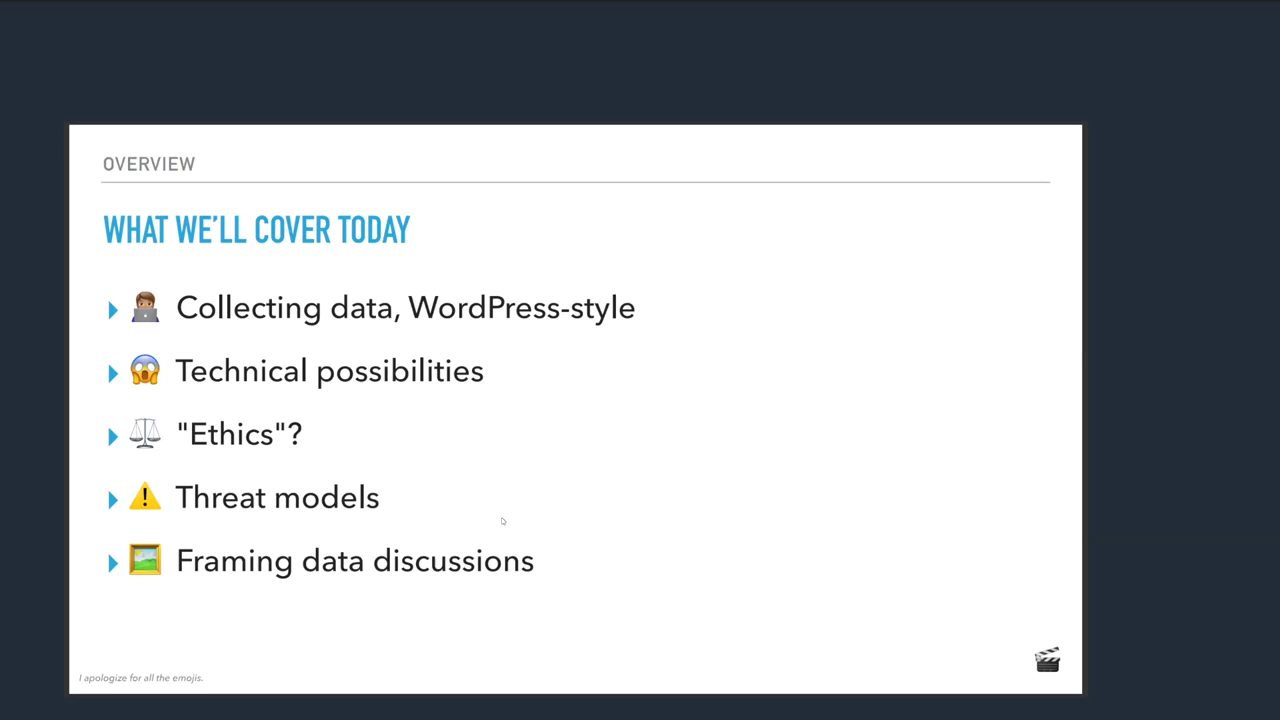 OVERVIEW
WHAT WE’LL COVER TODAY
Collecting data, WordPress-style
Technical possibilities
"Ethics"?
Threat models
Framing data discussions
I apologize for all the emojis.